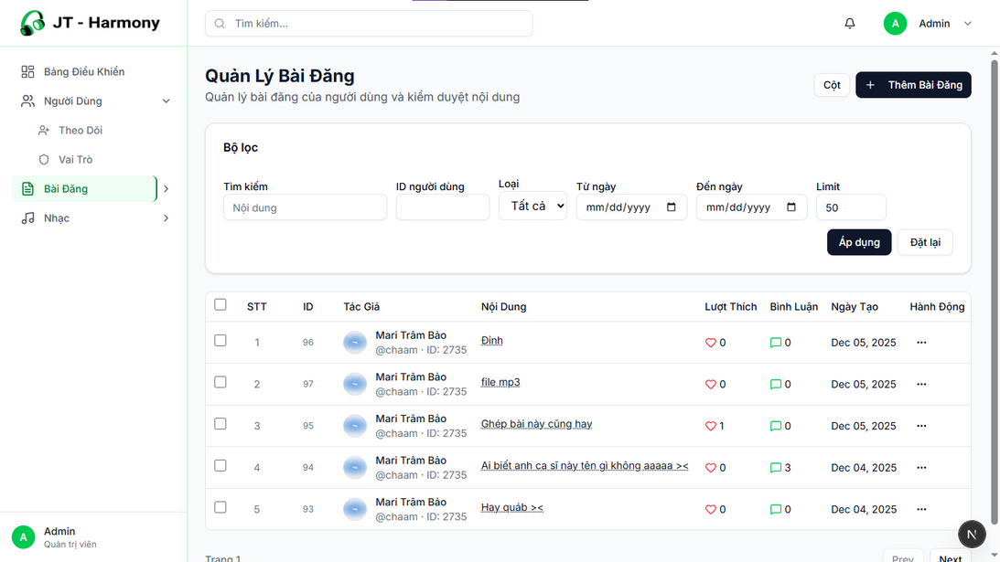 JT - Harmony
Tìm kiếm...
A
Admin
Bảng Điều Khiển
Người Dùng
Theo Dõi
Vai Trò
Bài Đăng
Nhạc
Quản Lý Bài Đăng
Quản lý bài đăng của người dùng và kiểm duyệt nội dung
Cột
+ Thêm Bài Đăng
Bộ lọc
Tìm kiếm ID người dùng Loại Từ ngày Đến ngày Limit
Nội dung Tất cả mm/dd/yyyy mm/dd/yyyy 50
Áp dụng Đặt lại
STT ID Tác Giả Nội Dung Lượt Thích Bình Luận Ngày Tạo Hành Động
1 96 Mari Trâm Bảo Đỉnh 0 0 Dec 05, 2025 ...
@chaam · ID: 2735
2 97 Mari Trâm Bảo file mp3 0 0 Dec 05, 2025 ...
@chaam · ID: 2735
3 95 Mari Trâm Bảo Ghép bài này cũng hay 1 0 Dec 05, 2025 ...
@chaam · ID: 2735
4 94 Mari Trâm Bảo Ai biết anh ca sĩ này tên gì không aaaaa >< 0 3 Dec 04, 2025 ...
@chaam · ID: 2735
5 93 Mari Trâm Bảo Hay quáb >< 0 0 Dec 04, 2025 ...
@chaam · ID: 2735
Trang 1 Prev Next
A
Admin
Quản trị viên
N